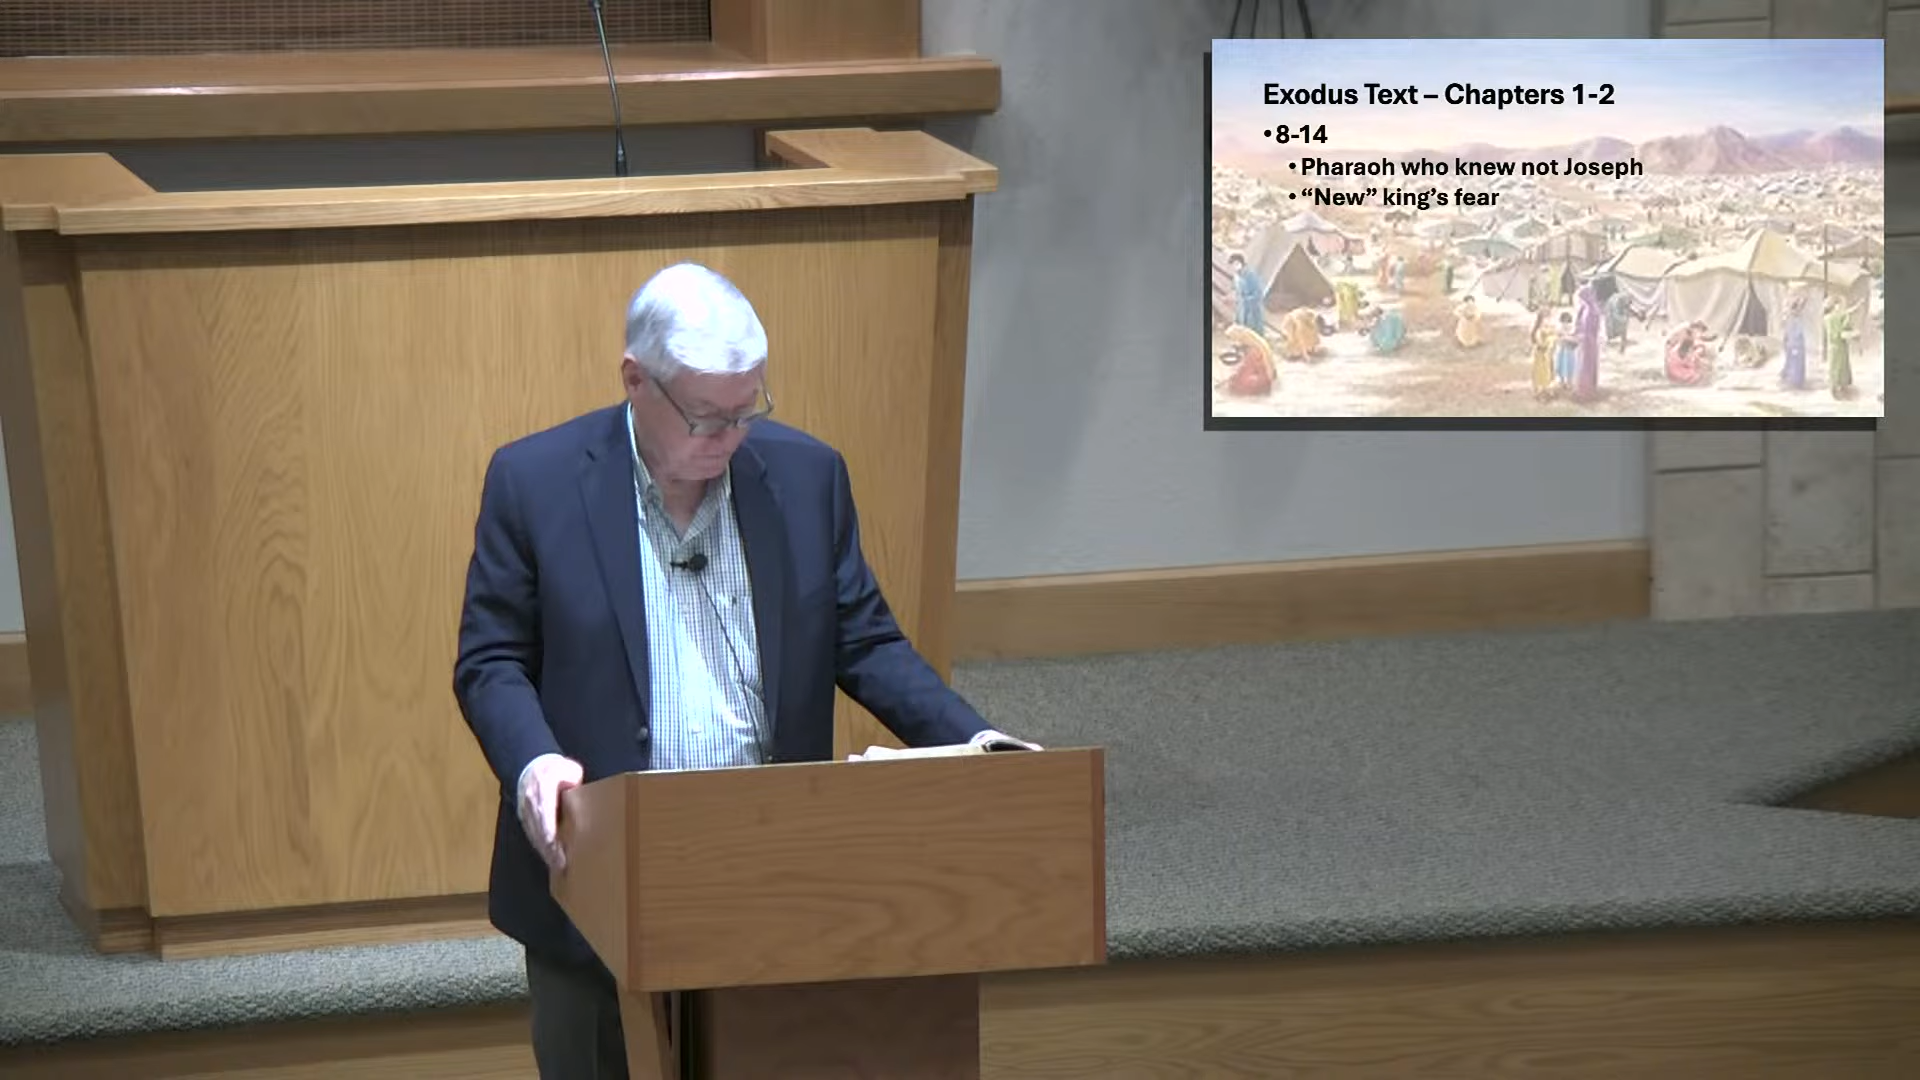 Exodus Text – Chapters 1-2
•8-14
•Pharaoh who knew not Joseph
•“New” king’s fear